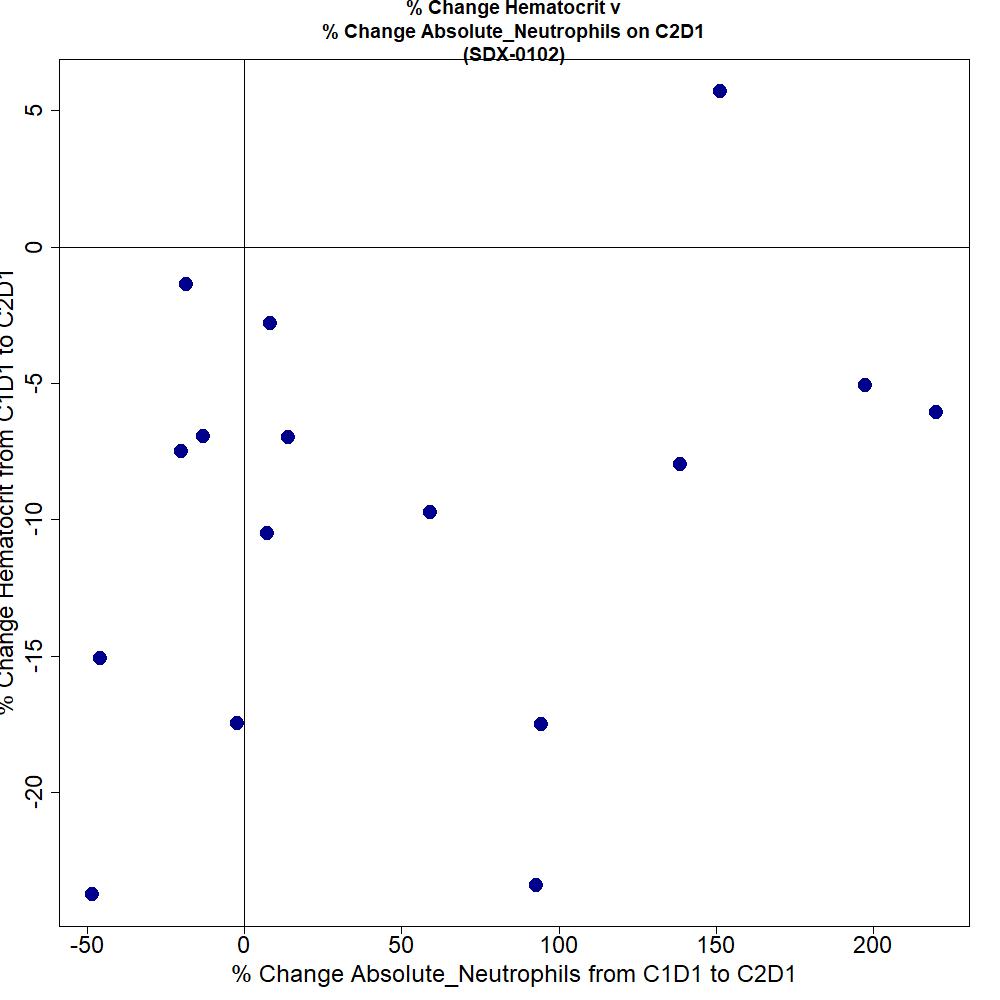 % Change Hematocrit v
% Change Absolute_Neutrophils on C2D1
(SDX-0102)
% Change Hematocrit from C1D1 to C2D1
5
0
-5
-10
-15
-20
-50
0
50
100
150
200
% Change Absolute_Neutrophils from C1D1 to C2D1